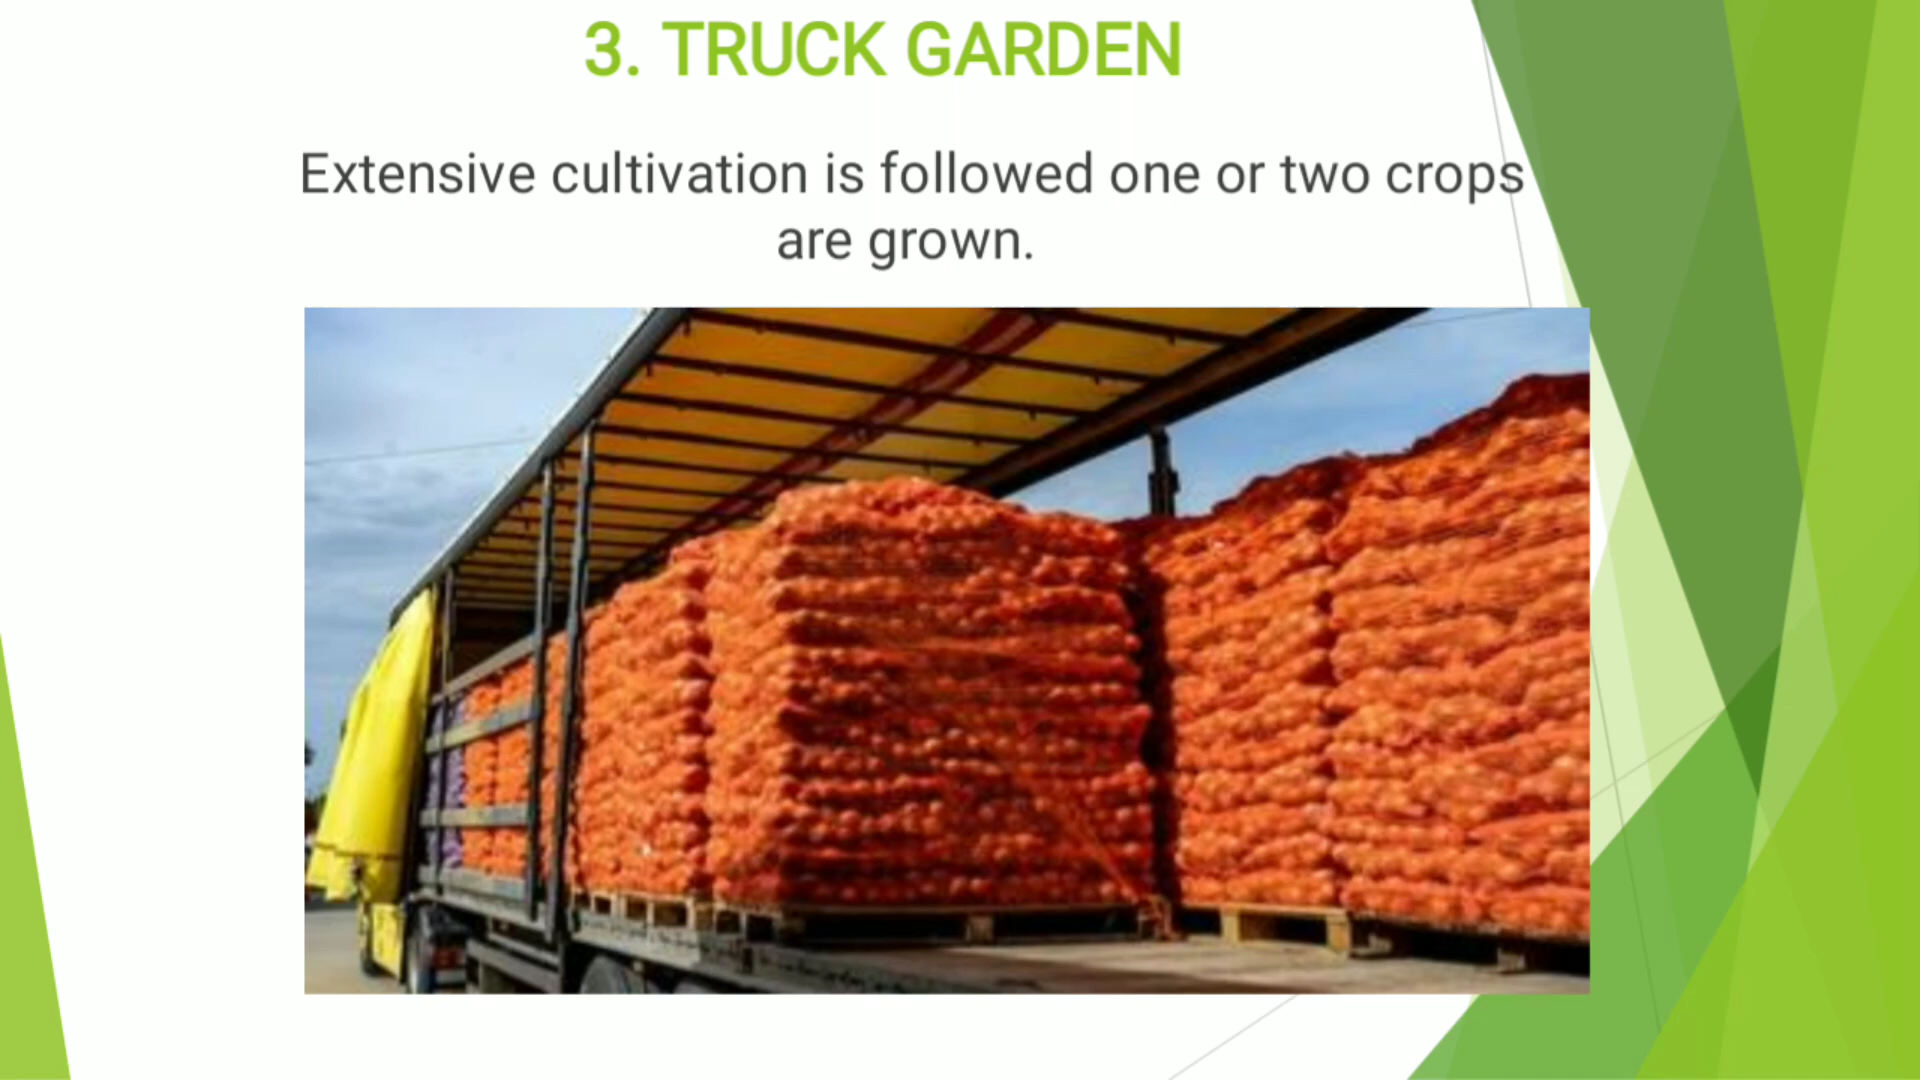 3. TRUCK GARDEN
Extensive cultivation is followed one or two crops
are grown.